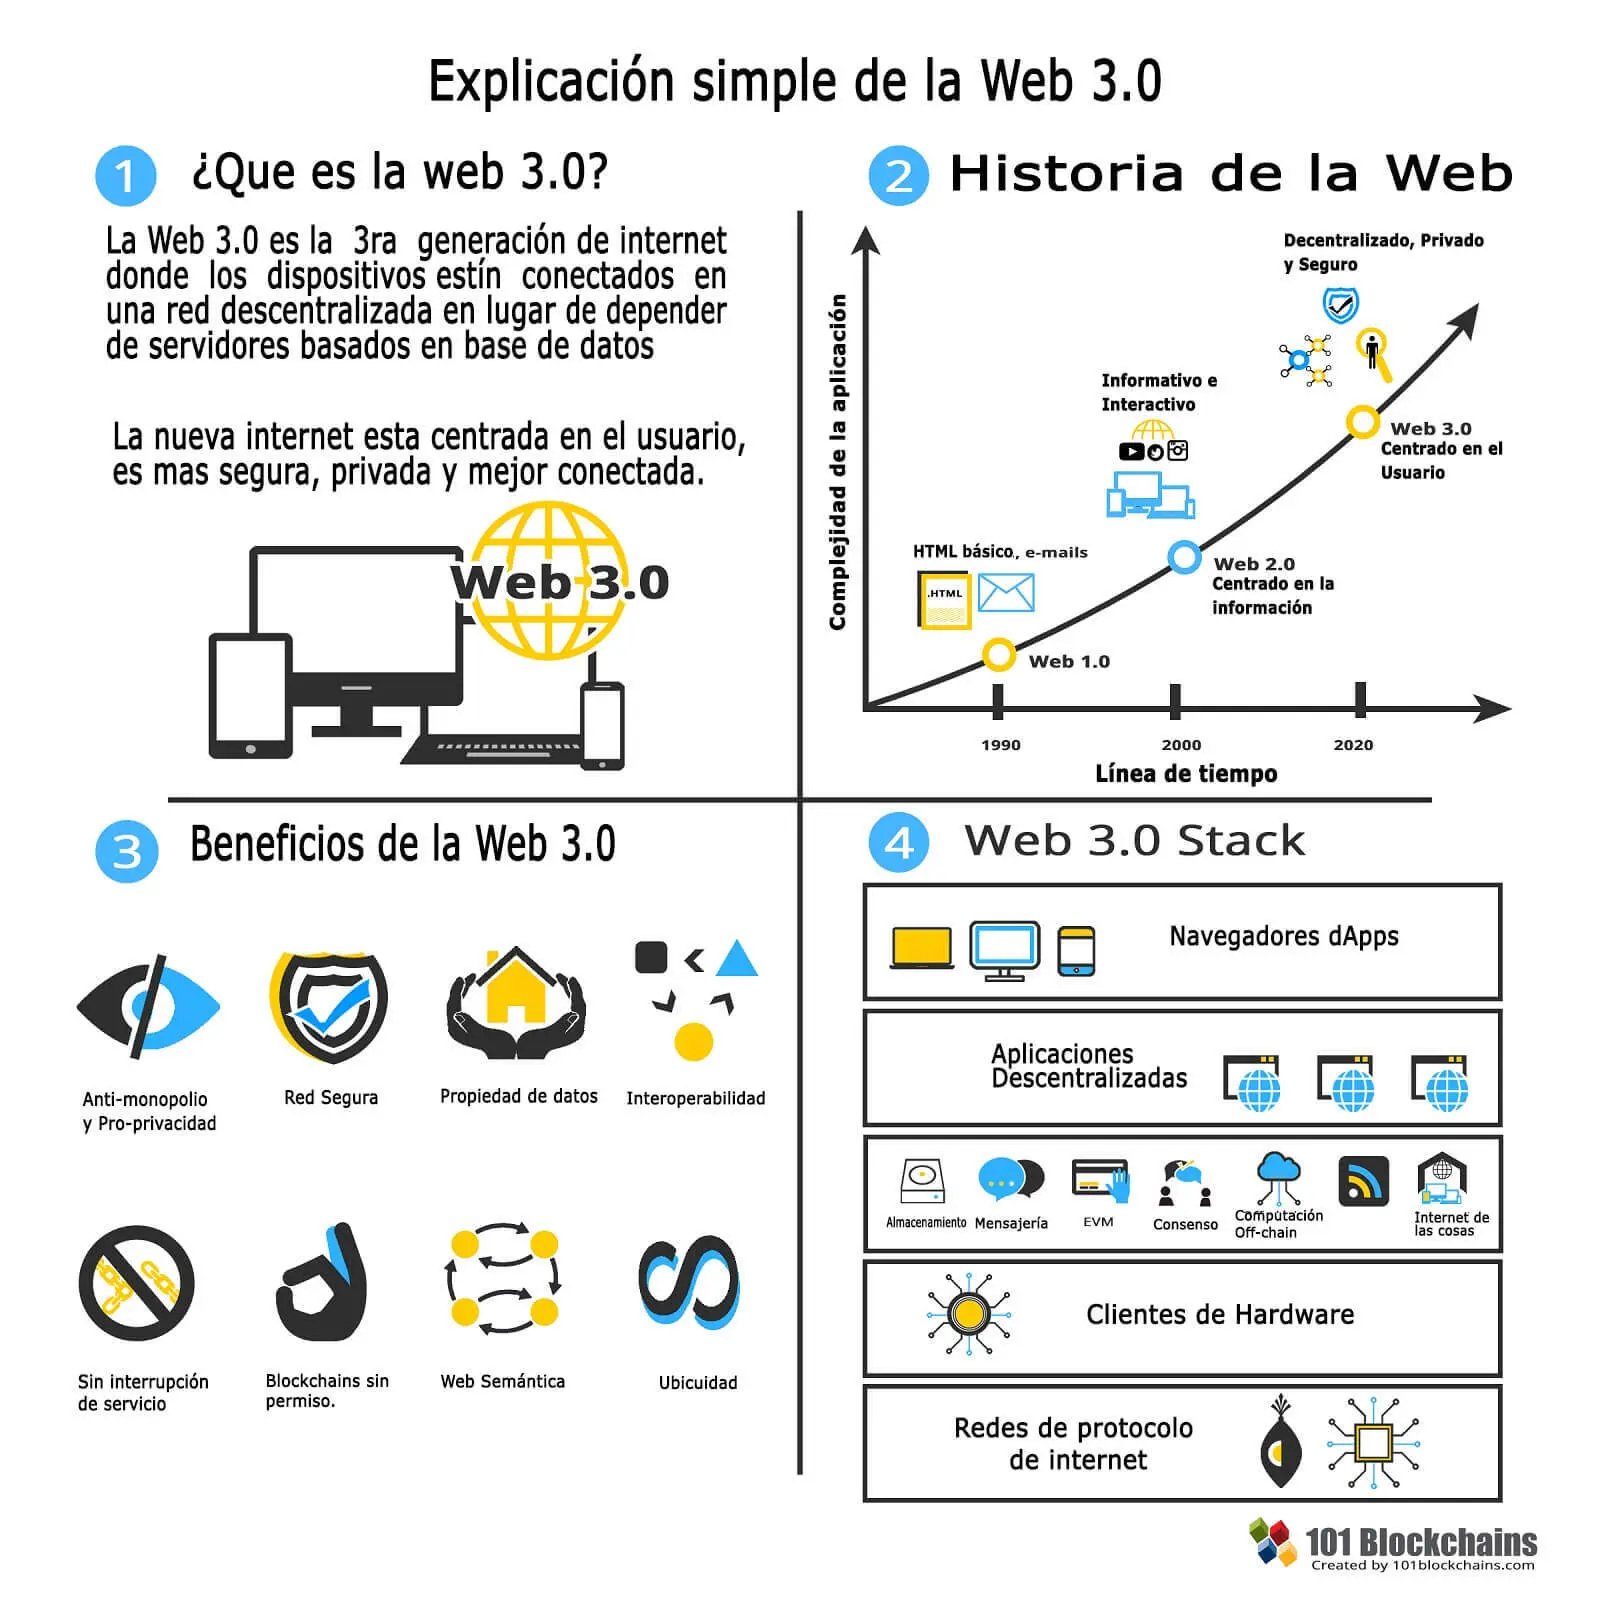 Explicación simple de la Web 3.0
1 ¿Que es la web 3.0?
La Web 3.0 es la 3ra generación de internet
donde los dispositivos estín conectados en
una red descentralizada en lugar de depender
de servidores basados en base de datos
La nueva internet esta centrada en el usuario,
es mas segura, privada y mejor conectada.
Web 3.0
2 Historia de la Web
Complejidad de la aplicación
Decentralizado, Privado
y Seguro
Informativo e
Interactivo
HTML básico., e-mails
.HTML
Web 3.0
Centrado en el
Usuario
Web 2.0
Centrado en la
información
Web 1.0
1990
2000
2020
Línea de tiempo
3 Beneficios de la Web 3.0
Anti-monopolio
y Pro-privacidad
Red Segura
Propiedad de datos
Interoperabilidad
Sin interrupción
de servicio
Blockchains sin
permiso.
Web Semántica
Ubicuidad
4 Web 3.0 Stack
Navegadores dApps
Aplicaciones
Descentralizadas
Almacenamiento
Mensajería
EVM
Consenso
Computación
Off-chain
Internet de
las cosas
Clientes de Hardware
Redes de protocolo
de internet
101 Blockchains
Created by 101blockchains.com